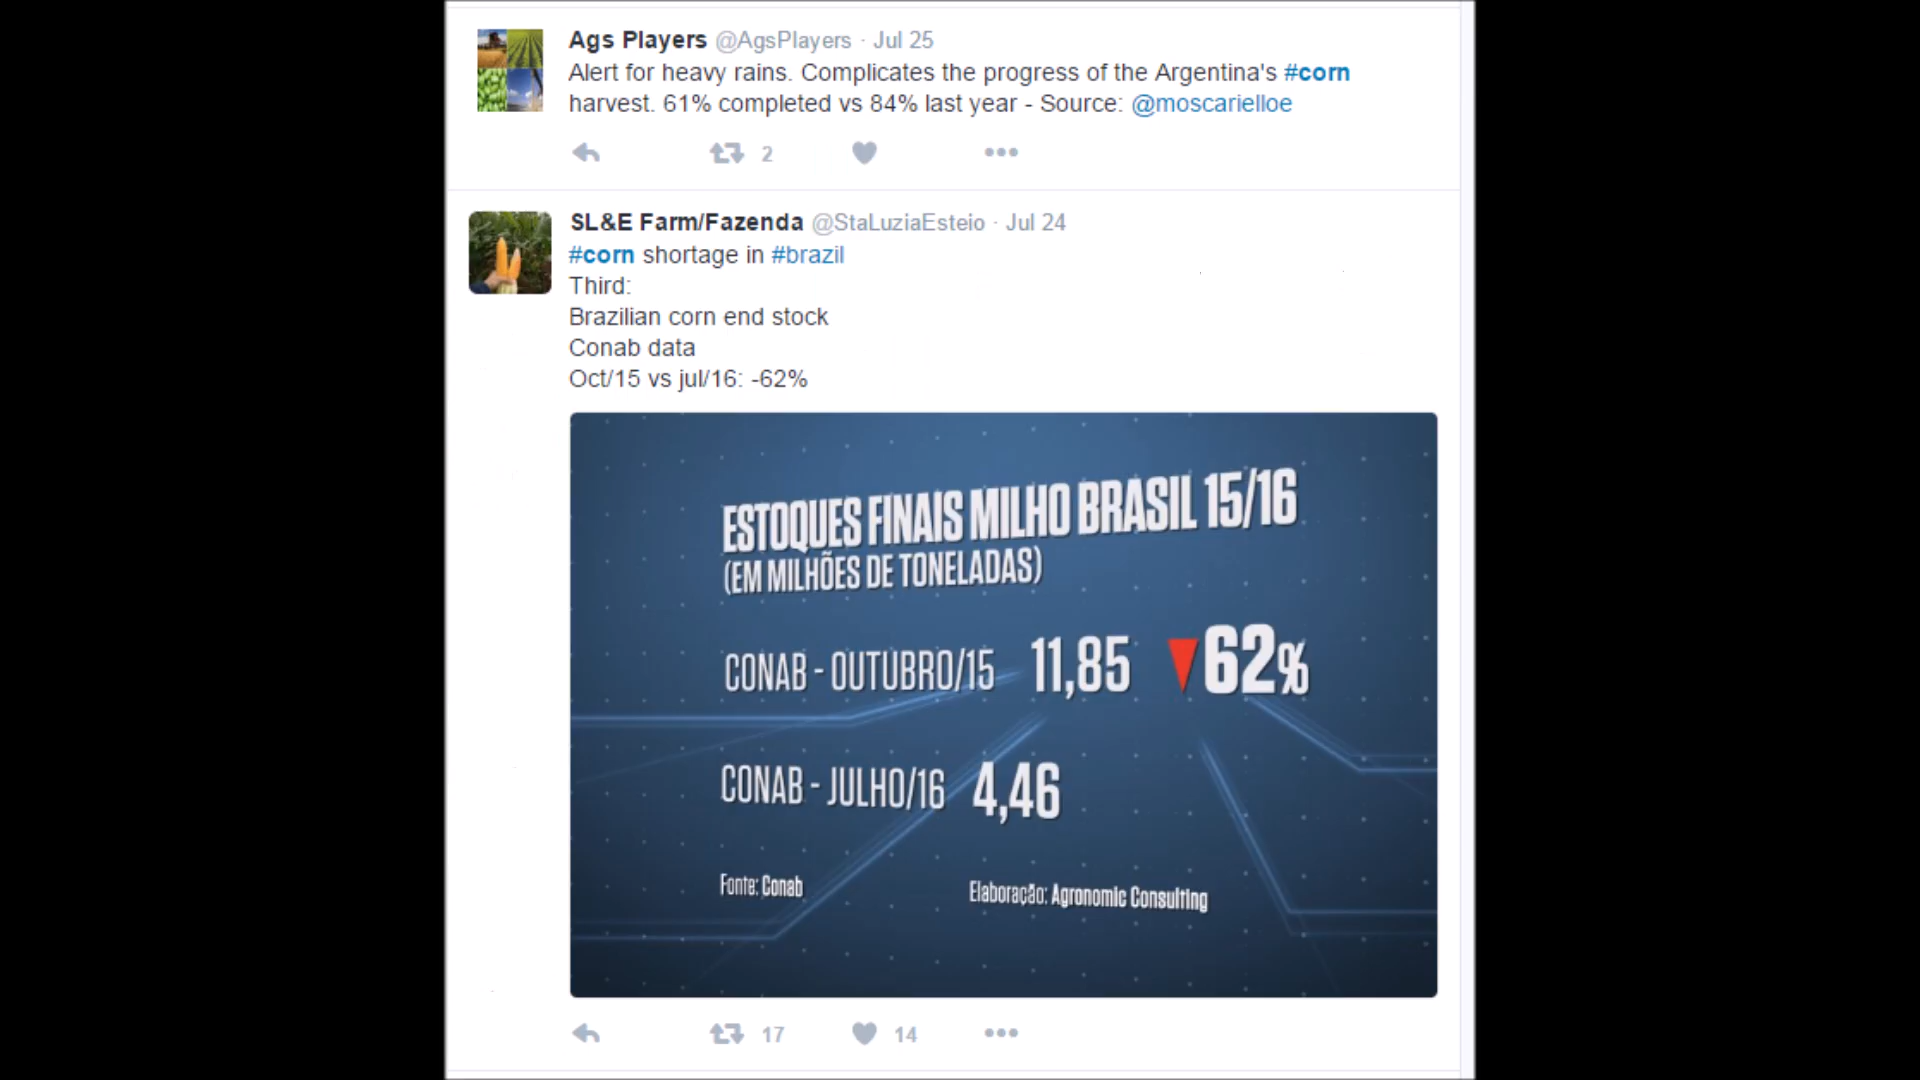 Ags Players @AgsPlayers · Jul 25
Alert for heavy rains. Complicates the progress of the Argentina's #corn
harvest. 61% completed vs 84% last year - Source: @moscarielloe
2
SL&E Farm/Fazenda @StaLuziaEsteio · Jul 24
#corn shortage in #brazil
Third:
Brazilian corn end stock
Conab data
Oct/15 vs jul/16: -62%
ESTOQUES FINAIS MILHO BRASIL 15/16
(EM MILHÕES DE TONELADAS)
CONAB - OUTUBRO/15 11,85 ▼62%
CONAB - JULHO/16 4,46
Fonte: Conab Elaboração: Agronomic Consulting
17 14